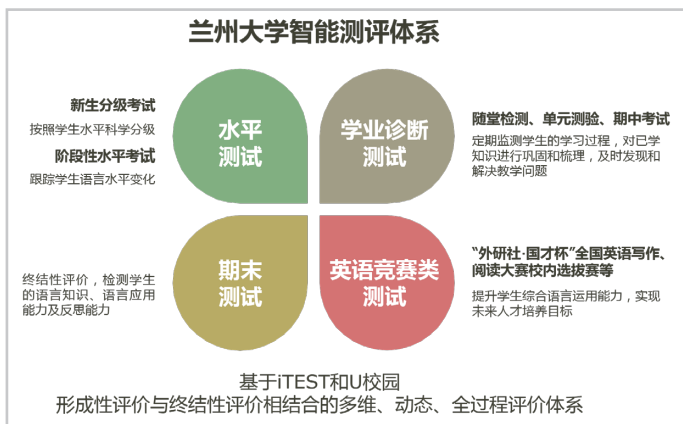 兰州大学智能测评体系
新生分级考试
按照学生水平科学分级
阶段性水平考试
跟踪学生语言水平变化
水平
测试
学业诊断
测试
随堂检测、单元测验、期中考试
定期监测学生的学习过程，对已学
知识进行巩固和梳理，及时发现和
解决教学问题
终结性评价，检测学生
的语言知识、语言应用
能力及反思能力
期末
测试
英语竞赛类
测试
“外研社·国才杯”全国英语写作、
阅读大赛校内选拔赛等
提升学生综合语言运用能力，实现
未来人才培养目标
基于iTEST和U校园
形成性评价与终结性评价相结合的多维、动态、全过程评价体系